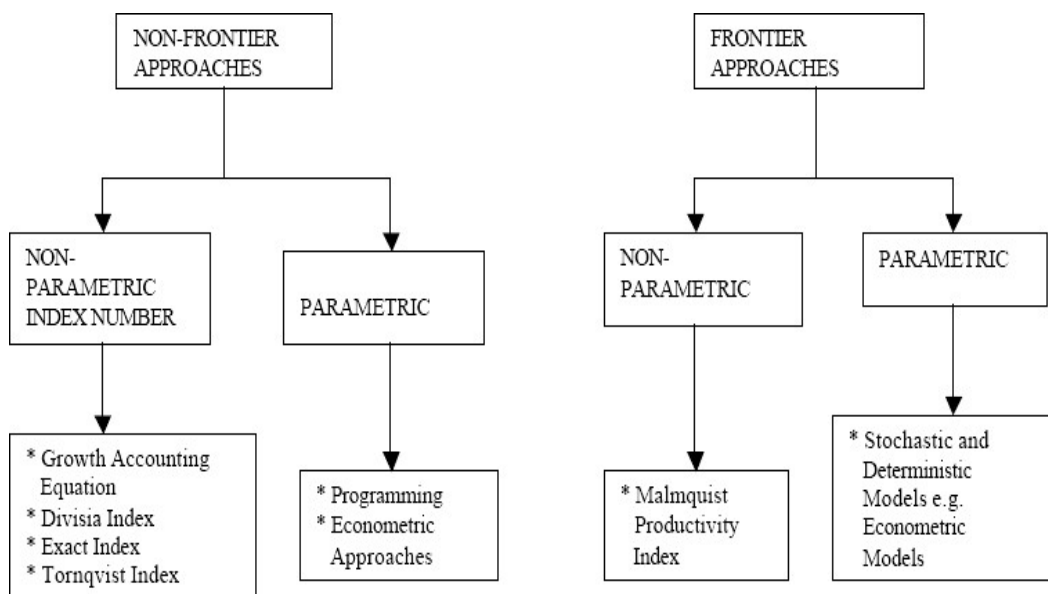 NON-FRONTIER
APPROACHES
NON-
PARAMETRIC
INDEX NUMBER
* Growth Accounting
Equation
* Divisia Index
* Exact Index
* Tornqvist Index
PARAMETRIC
* Programming
* Econometric
Approaches
FRONTIER
APPROACHES
NON-
PARAMETRIC
* Malmquist
Productivity
Index
PARAMETRIC
* Stochastic and
Deterministic
Models e.g.
Econometric
Models